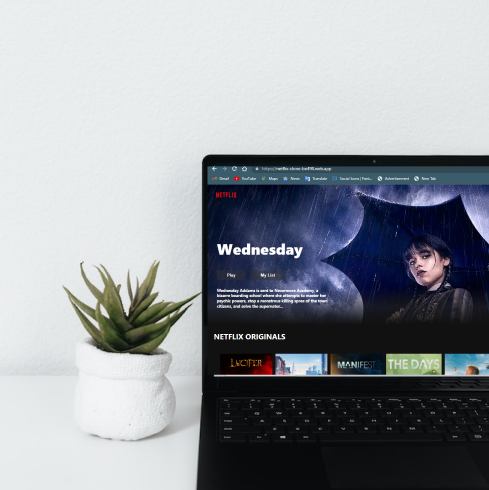 https://netflix-clone-
Gmail YouTube Maps News Translate Social Icons | Font... Advertisement New Tab
NETFLIX
Wednesday
Play My List
Wednesday Addams is sent to Nevermore Academy, a
bizarre boarding school where she attempts to master her
psychic powers, stop a monstrous killing spree of the town
citizens, and solve the supernatur...
NETFLIX ORIGINALS
LUCIFER MANIFEST THE DAYS